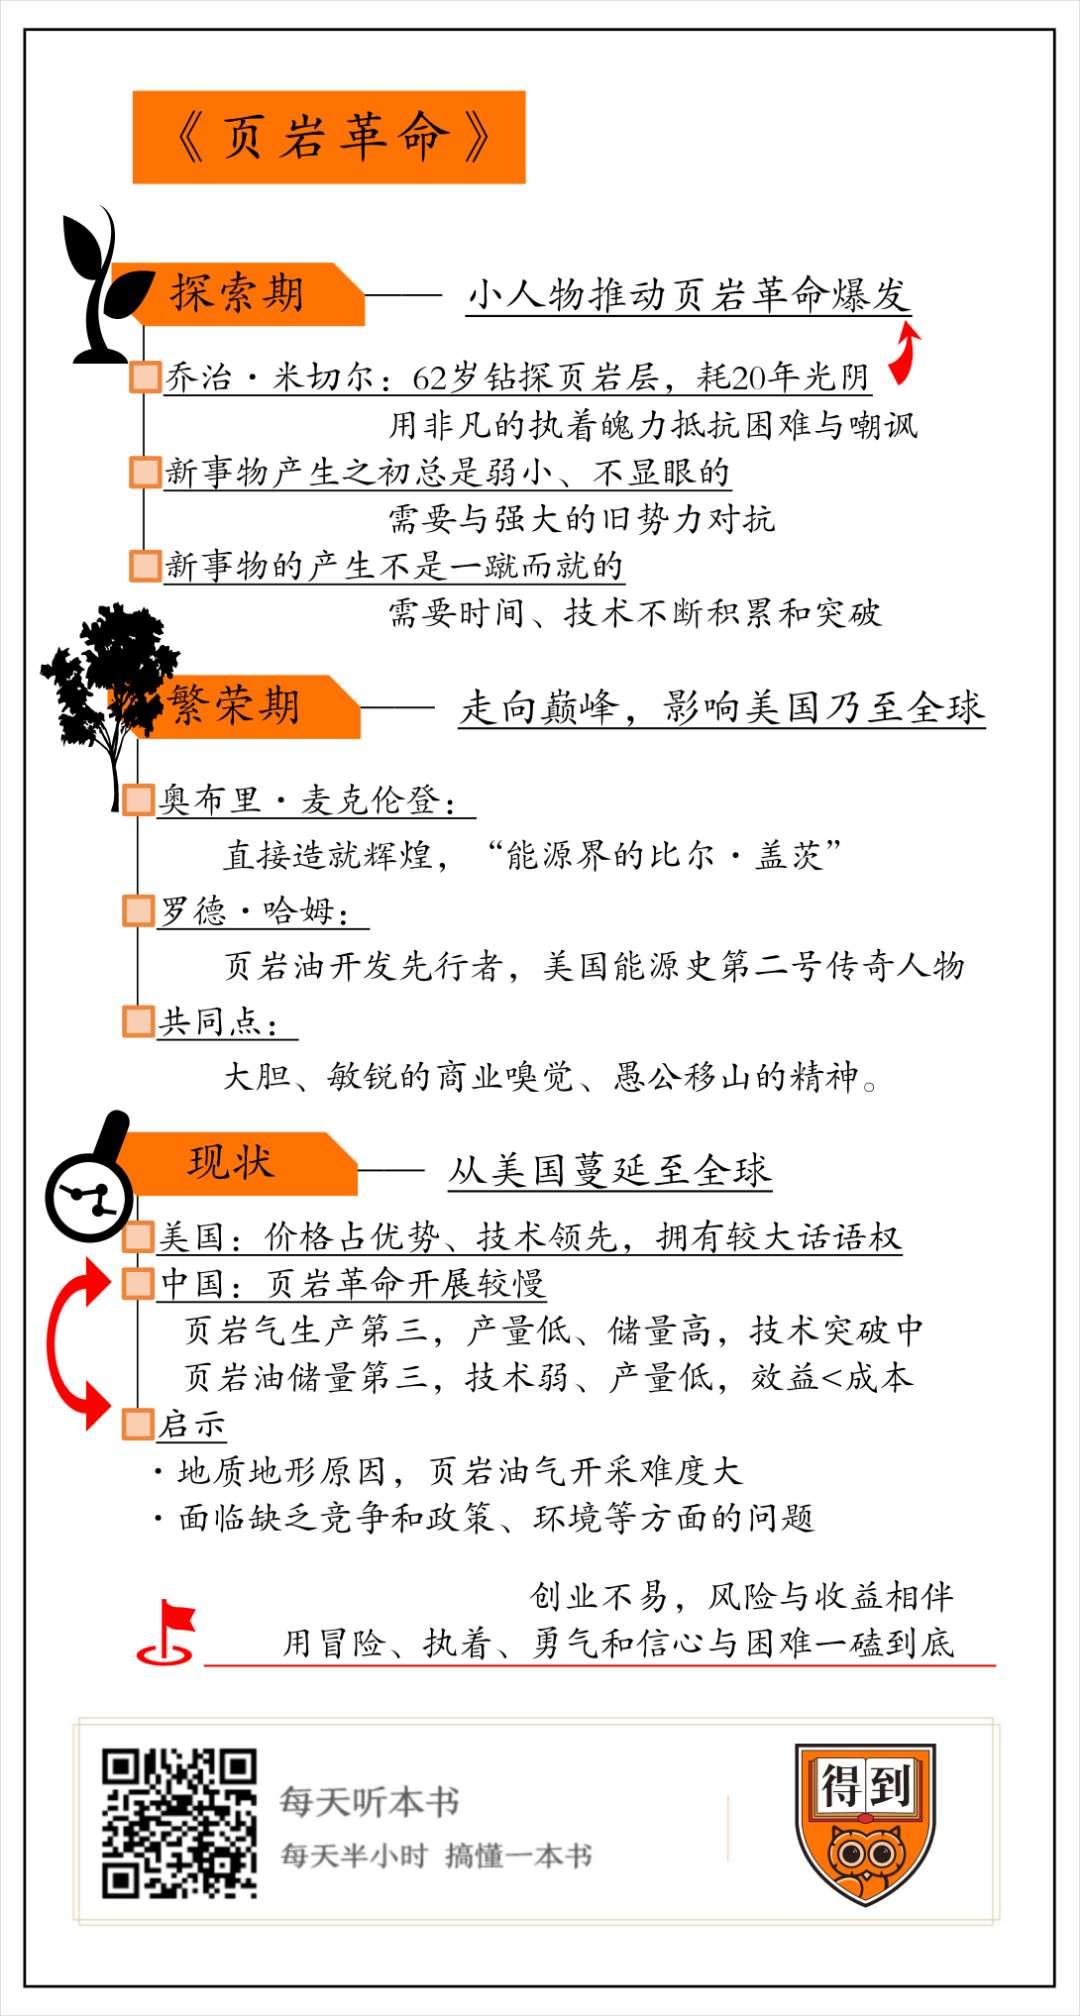 《页岩革命》
探索期
小人物推动页岩革命爆发
乔治·米切尔：62岁钻探页岩层，耗20年光阴
用非凡的执着魄力抵抗困难与嘲讽
新事物产生之初总是弱小、不显眼的
需要与强大的旧势力对抗
新事物的产生不是一蹴而就的
需要时间、技术不断积累和突破
繁荣期
走向巅峰，影响美国乃至全球
奥布里·麦克伦登：
直接造就辉煌，“能源界的比尔·盖茨”
罗德·哈姆：
页岩油开发先行者，美国能源史第二号传奇人物
共同点：
大胆、敏锐的商业嗅觉、愚公移山的精神。
现状
从美国蔓延至全球
美国：价格占优势、技术领先，拥有较大话语权
中国：页岩革命开展较慢
页岩气生产第三，产量低、储量高，技术突破中
页岩油储量第三，技术弱、产量低，效益<成本
启示
·地质地形原因，页岩油气开采难度大
·面临缺乏竞争和政策、环境等方面的问题
创业不易，风险与收益相伴
用冒险、执着、勇气和信心与困难一磕到底
每天听本书
每天半小时 搞懂一本书
得到